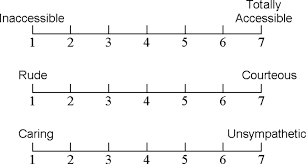 Totally
Inaccessible Accessible
1 2 3 4 5 6 7
Rude Courteous
1 2 3 4 5 6 7
Caring Unsympathetic
1 2 3 4 5 6 7